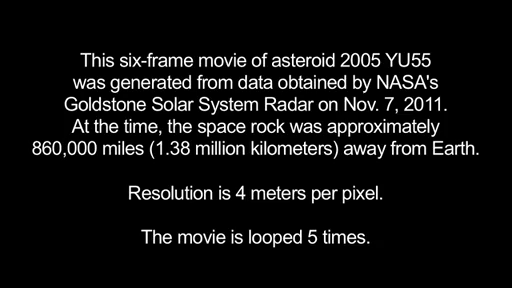 This six-frame movie of asteroid 2005 YU55
was generated from data obtained by NASA's
Goldstone Solar System Radar on Nov. 7, 2011.
At the time, the space rock was approximately
860,000 miles (1.38 million kilometers) away from Earth.
Resolution is 4 meters per pixel.
The movie is looped 5 times.